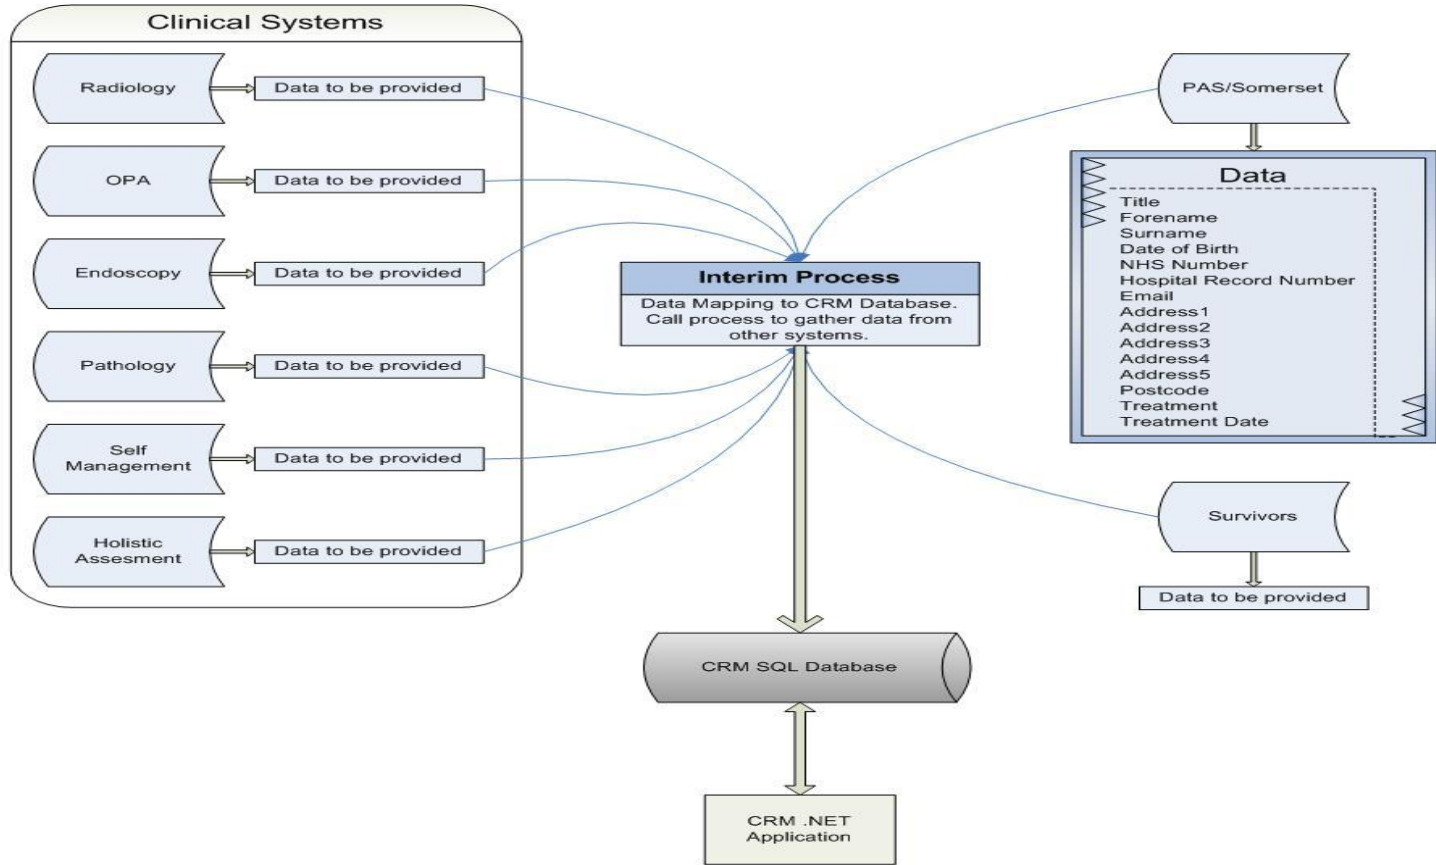 Clinical Systems
Radiology
Data to be provided
OPA
Data to be provided
Endoscopy
Data to be provided
Pathology
Data to be provided
Self
Management
Data to be provided
Holistic
Assesment
Data to be provided
Interim Process
Data Mapping to CRM Database.
Call process to gather data from
other systems.
CRM SQL Database
CRM .NET
Application
PAS/Somerset
Data
Title
Forename
Surname
Date of Birth
NHS Number
Hospital Record Number
Email
Address1
Address2
Address3
Address4
Address5
Postcode
Treatment
Treatment Date
Survivors
Data to be provided